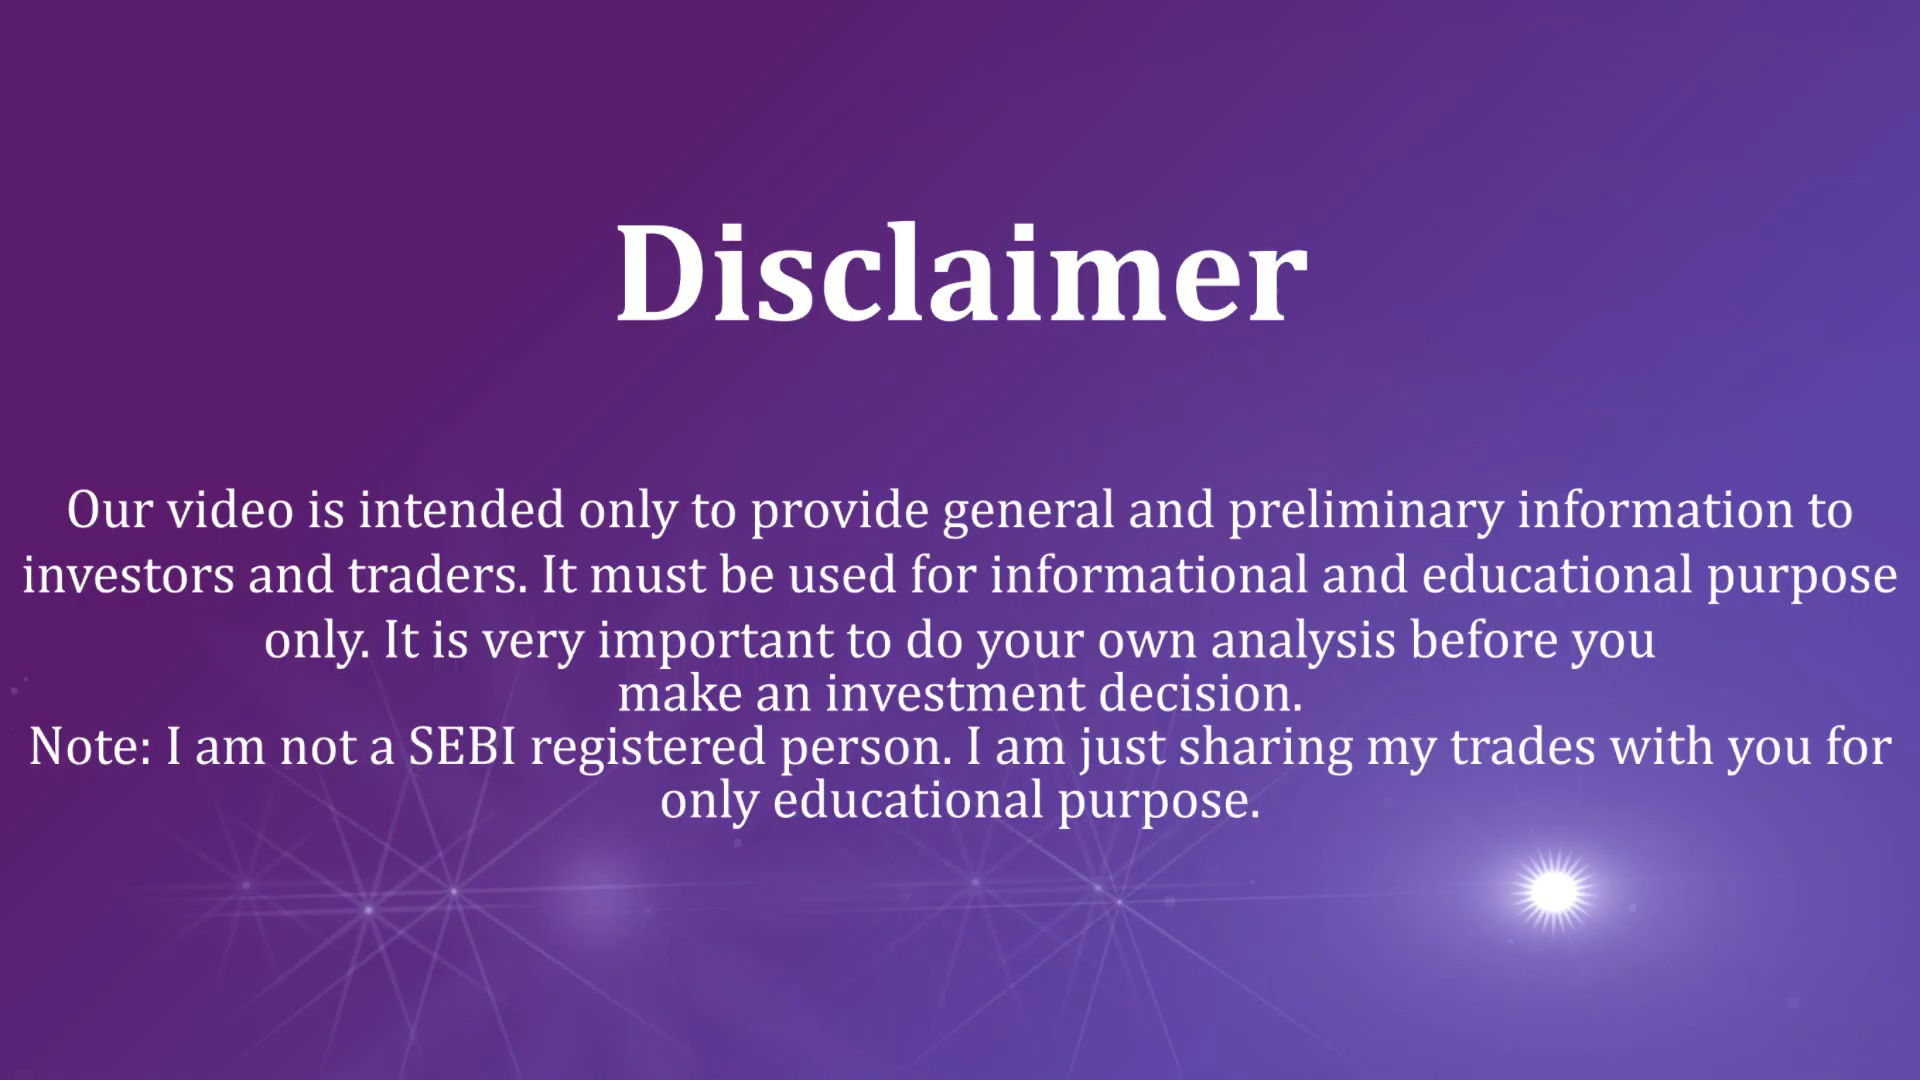 Disclaimer
Our video is intended only to provide general and preliminary information to
investors and traders. It must be used for informational and educational purpose
only. It is very important to do your own analysis before you
make an investment decision.
Note: I am not a SEBI registered person. I am just sharing my trades with you for
only educational purpose.